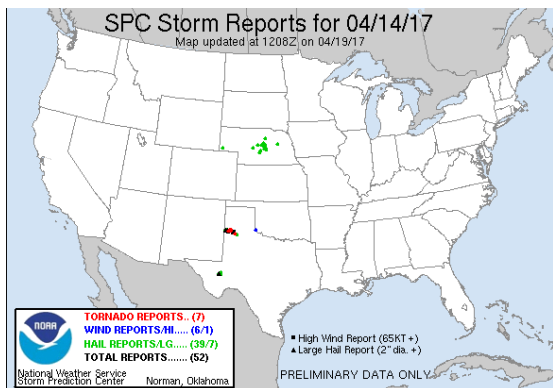 SPC Storm Reports for 04/14/17
Map updated at 1208Z on 04/19/17
NOAA
TORNADO REPORTS.. (7)
WIND REPORTS/HI..... (6/1)
HAIL REPORTS/LG..... (39/7)
TOTAL REPORTS....... (52)
National Weather Service
Storm Prediction Center Norman, Oklahoma
High Wind Report (65KT +)
Large Hail Report (2" dia. +)
PRELIMINARY DATA ONLY